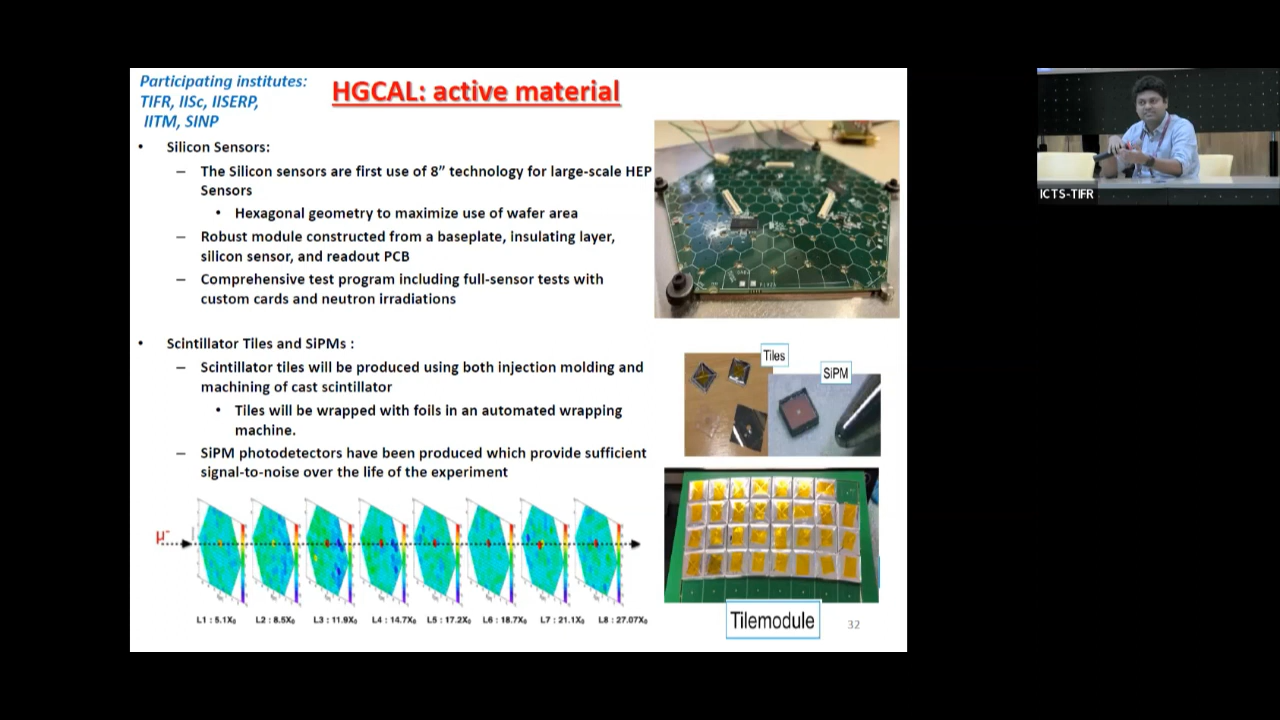 Participating institutes:
TIFR, IISc, IISERP,
IITM, SINP
HGCAL: active material
• Silicon Sensors:
– The Silicon sensors are first use of 8” technology for large-scale HEP
Sensors
• Hexagonal geometry to maximize use of wafer area
– Robust module constructed from a baseplate, insulating layer,
silicon sensor, and readout PCB
– Comprehensive test program including full-sensor tests with
custom cards and neutron irradiations
• Scintillator Tiles and SiPMs :
– Scintillator tiles will be produced using both injection molding and
machining of cast scintillator
• Tiles will be wrapped with foils in an automated wrapping
machine.
– SiPM photodetectors have been produced which provide sufficient
signal-to-noise over the life of the experiment
Tiles
SiPM
μ⁻
L1 : 5.1X₀ L2 : 8.5X₀ L3 : 11.9X₀ L4 : 14.7X₀ L5 : 17.2X₀ L6 : 18.7X₀ L7 : 21.1X₀ L8 : 27.07X₀
Tilemodule
32
ICTS-TIFR